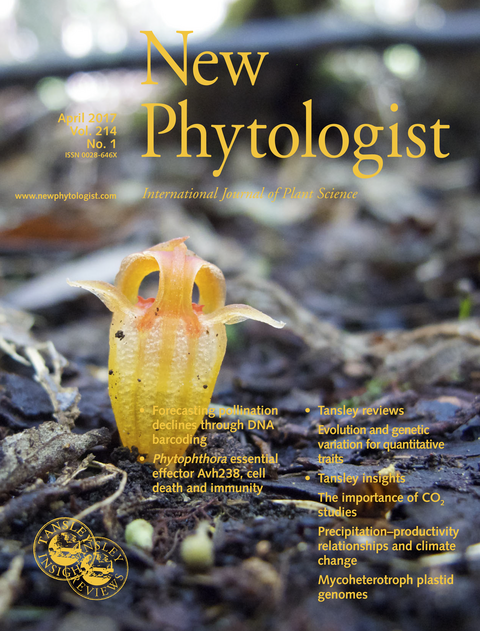 New
Phytologist
April 2017
Vol. 214
No. 1
ISSN 0028-646X
www.newphytologist.com
International Journal of Plant Science
• Forecasting pollination
declines through DNA
barcoding
• Phytophthora essential
effector Avh238, cell
death and immunity
• Tansley reviews
Evolution and genetic
variation for quantitative
traits
• Tansley insights
The importance of CO₂
studies
Precipitation–productivity
relationships and climate
change
Mycoheterotroph plastid
genomes
TANSLEY
REVIEWS
TANSLEY
INSIGHTS